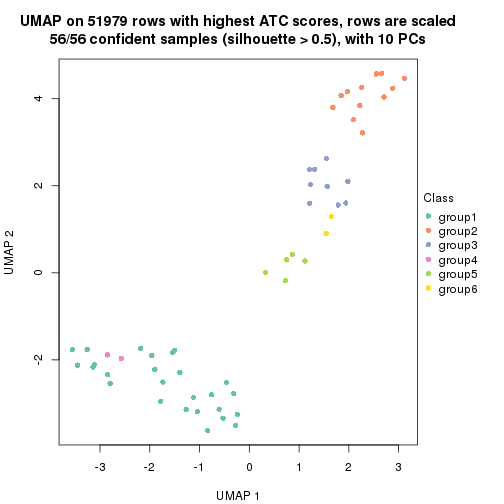 UMAP on 51979 rows with highest ATC scores, rows are scaled
56/56 confident samples (silhouette > 0.5), with 10 PCs
4
2
0
-2
UMAP 2
-3
-2
-1
0
1
2
3
UMAP 1
Class
group1
group2
group3
group4
group5
group6